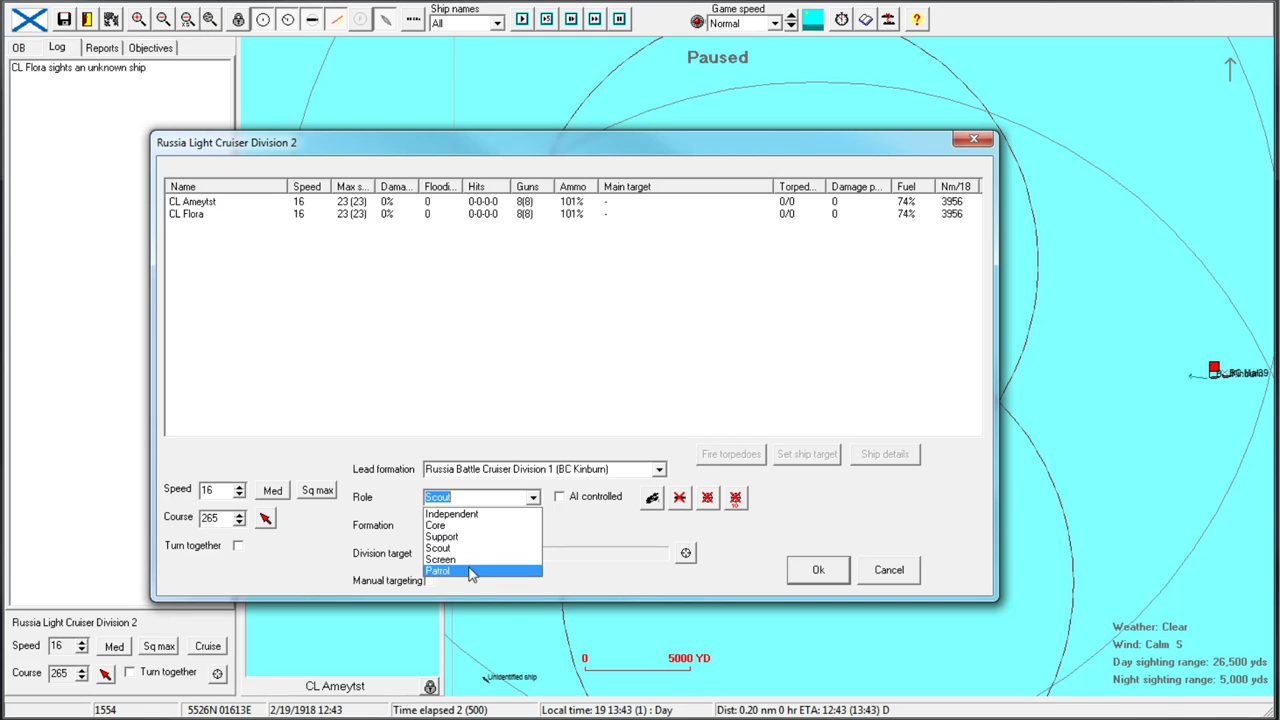 Ship names
Game speed
All
Normal
?
OB
Log
Reports
Objectives
CL Flora sights an unknown ship
Paused
Russia Light Cruiser Division 2
Name Speed Max s... Dama... Floodi... Hits Guns Ammo Main target Torped... Damage p... Fuel Nm/18
CL Ameytst 16 23 (23) 0% 0 0-0-0-0 8(8) 101% - 0/0 0 74% 3956
CL Flora 16 23 (23) 0% 0 0-0-0-0 8(8) 101% - 0/0 0 74% 3956
Fire torpedoes
Set ship target
Ship details
Lead formation
Russia Battle Cruiser Division 1 (BC Kinburn)
Speed 16 Med Sq max
Role Scout
AI controlled
10
Independent
Course 265
Formation
Core
Support
Turn together
Scout
Division target
Screen
Patrol
Manual targeting
Ok
Cancel
Russia Light Cruiser Division 2
Speed 16 Med Sq max Cruise
Course 265 Turn together
CL Ameytst
Unidentified ship
0 5000 YD
Weather: Clear
Wind: Calm S
Day sighting range: 26,500 yds
Night sighting range: 5,000 yds
1554 5526N 01613E 2/19/1918 12:43 Time elapsed 2 (500) Local time: 19 13:43 (1) : Day Dist: 0.20 nm 0 hr ETA: 12:43 (13:43) D